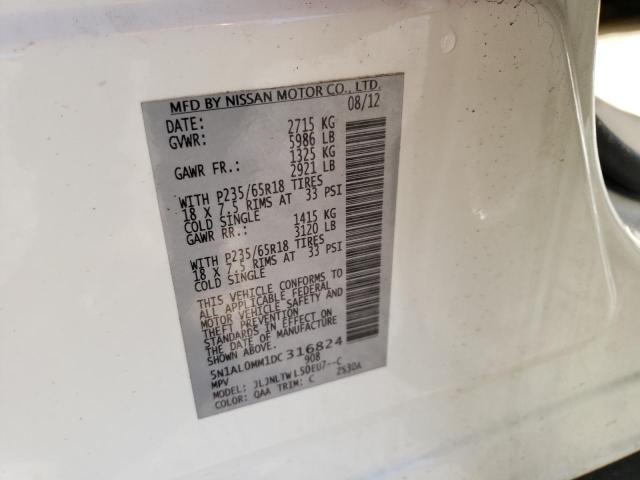 MFD BY NISSAN MOTOR CO., LTD.
DATE: 08/12
GVWR: 2715 KG
5986 LB
GAWR FR.: 1325 KG
2921 LB
WITH P235/65R18 TIRES
18 X 7.5 RIMS AT 33 PSI
COLD SINGLE
GAWR RR.: 1415 KG
3120 LB
WITH P235/65R18 TIRES
18 X 7.5 RIMS AT 33 PSI
COLD SINGLE
THIS VEHICLE CONFORMS TO
ALL APPLICABLE FEDERAL
MOTOR VEHICLE SAFETY AND
THEFT PREVENTION
STANDARDS IN EFFECT ON
THE DATE OF MANUFACTURE
SHOWN ABOVE.
5N1AL0MM1DC316824
MPV 908
MODEL: JLJNLTWL50EU7--C
COLOR: QAA TRIM: C 2530A